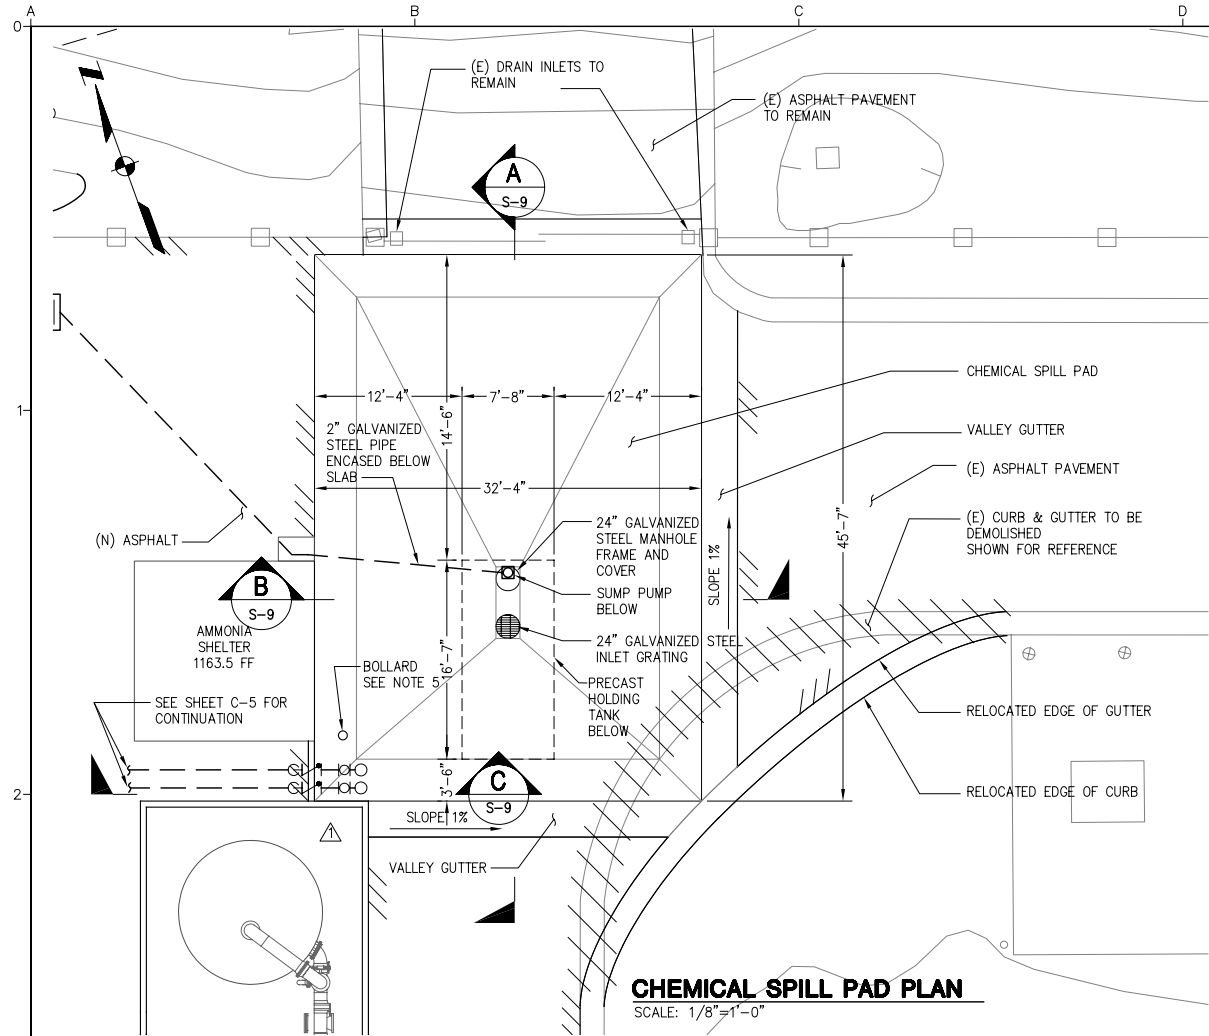 A B C D
0
(E) DRAIN INLETS TO
REMAIN
(E) ASPHALT PAVEMENT
TO REMAIN
A
S-9
CHEMICAL SPILL PAD
12'-4" 7'-8" 12'-4"
1
14'-6"
2" GALVANIZED
STEEL PIPE
ENCASED BELOW
SLAB
VALLEY GUTTER
(E) ASPHALT PAVEMENT
32'-4"
45'-7"
(N) ASPHALT
24" GALVANIZED
STEEL MANHOLE
FRAME AND
COVER
(E) CURB & GUTTER TO BE
DEMOLISHED
SHOWN FOR REFERENCE
SLOPE 1%
B
S-9
SUMP PUMP
BELOW
AMMONIA
SHELTER
1163.5 FF
24" GALVANIZED STEEL
INLET GRATING
BOLLARD
SEE NOTE 5
16'-7"
PRECAST
HOLDING
TANK
BELOW
SEE SHEET C-5 FOR
CONTINUATION
RELOCATED EDGE OF GUTTER
C
S-9
3'-6"
2
RELOCATED EDGE OF CURB
SLOPE 1%
1
VALLEY GUTTER
CHEMICAL SPILL PAD PLAN
SCALE: 1/8"=1'-0"